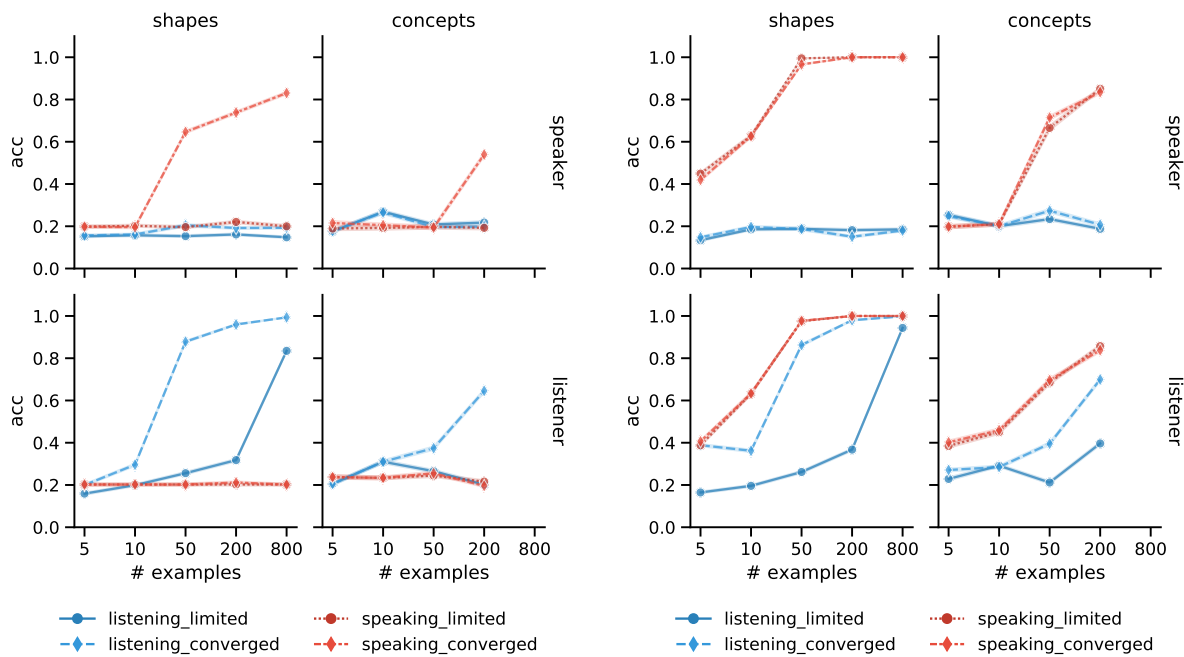 shapes concepts shapes concepts
1.0 1.0
0.8 0.8
acc speaker acc speaker
0.6 0.6
0.4 0.4
0.2 0.2
0.0 0.0
1.0 1.0
0.8 0.8
acc listener acc listener
0.6 0.6
0.4 0.4
0.2 0.2
0.0 0.0
5 10 50 200 800 5 10 50 200 800 5 10 50 200 800 5 10 50 200 800
# examples # examples # examples # examples
listening_limited speaking_limited listening_limited speaking_limited
listening_converged speaking_converged listening_converged speaking_converged